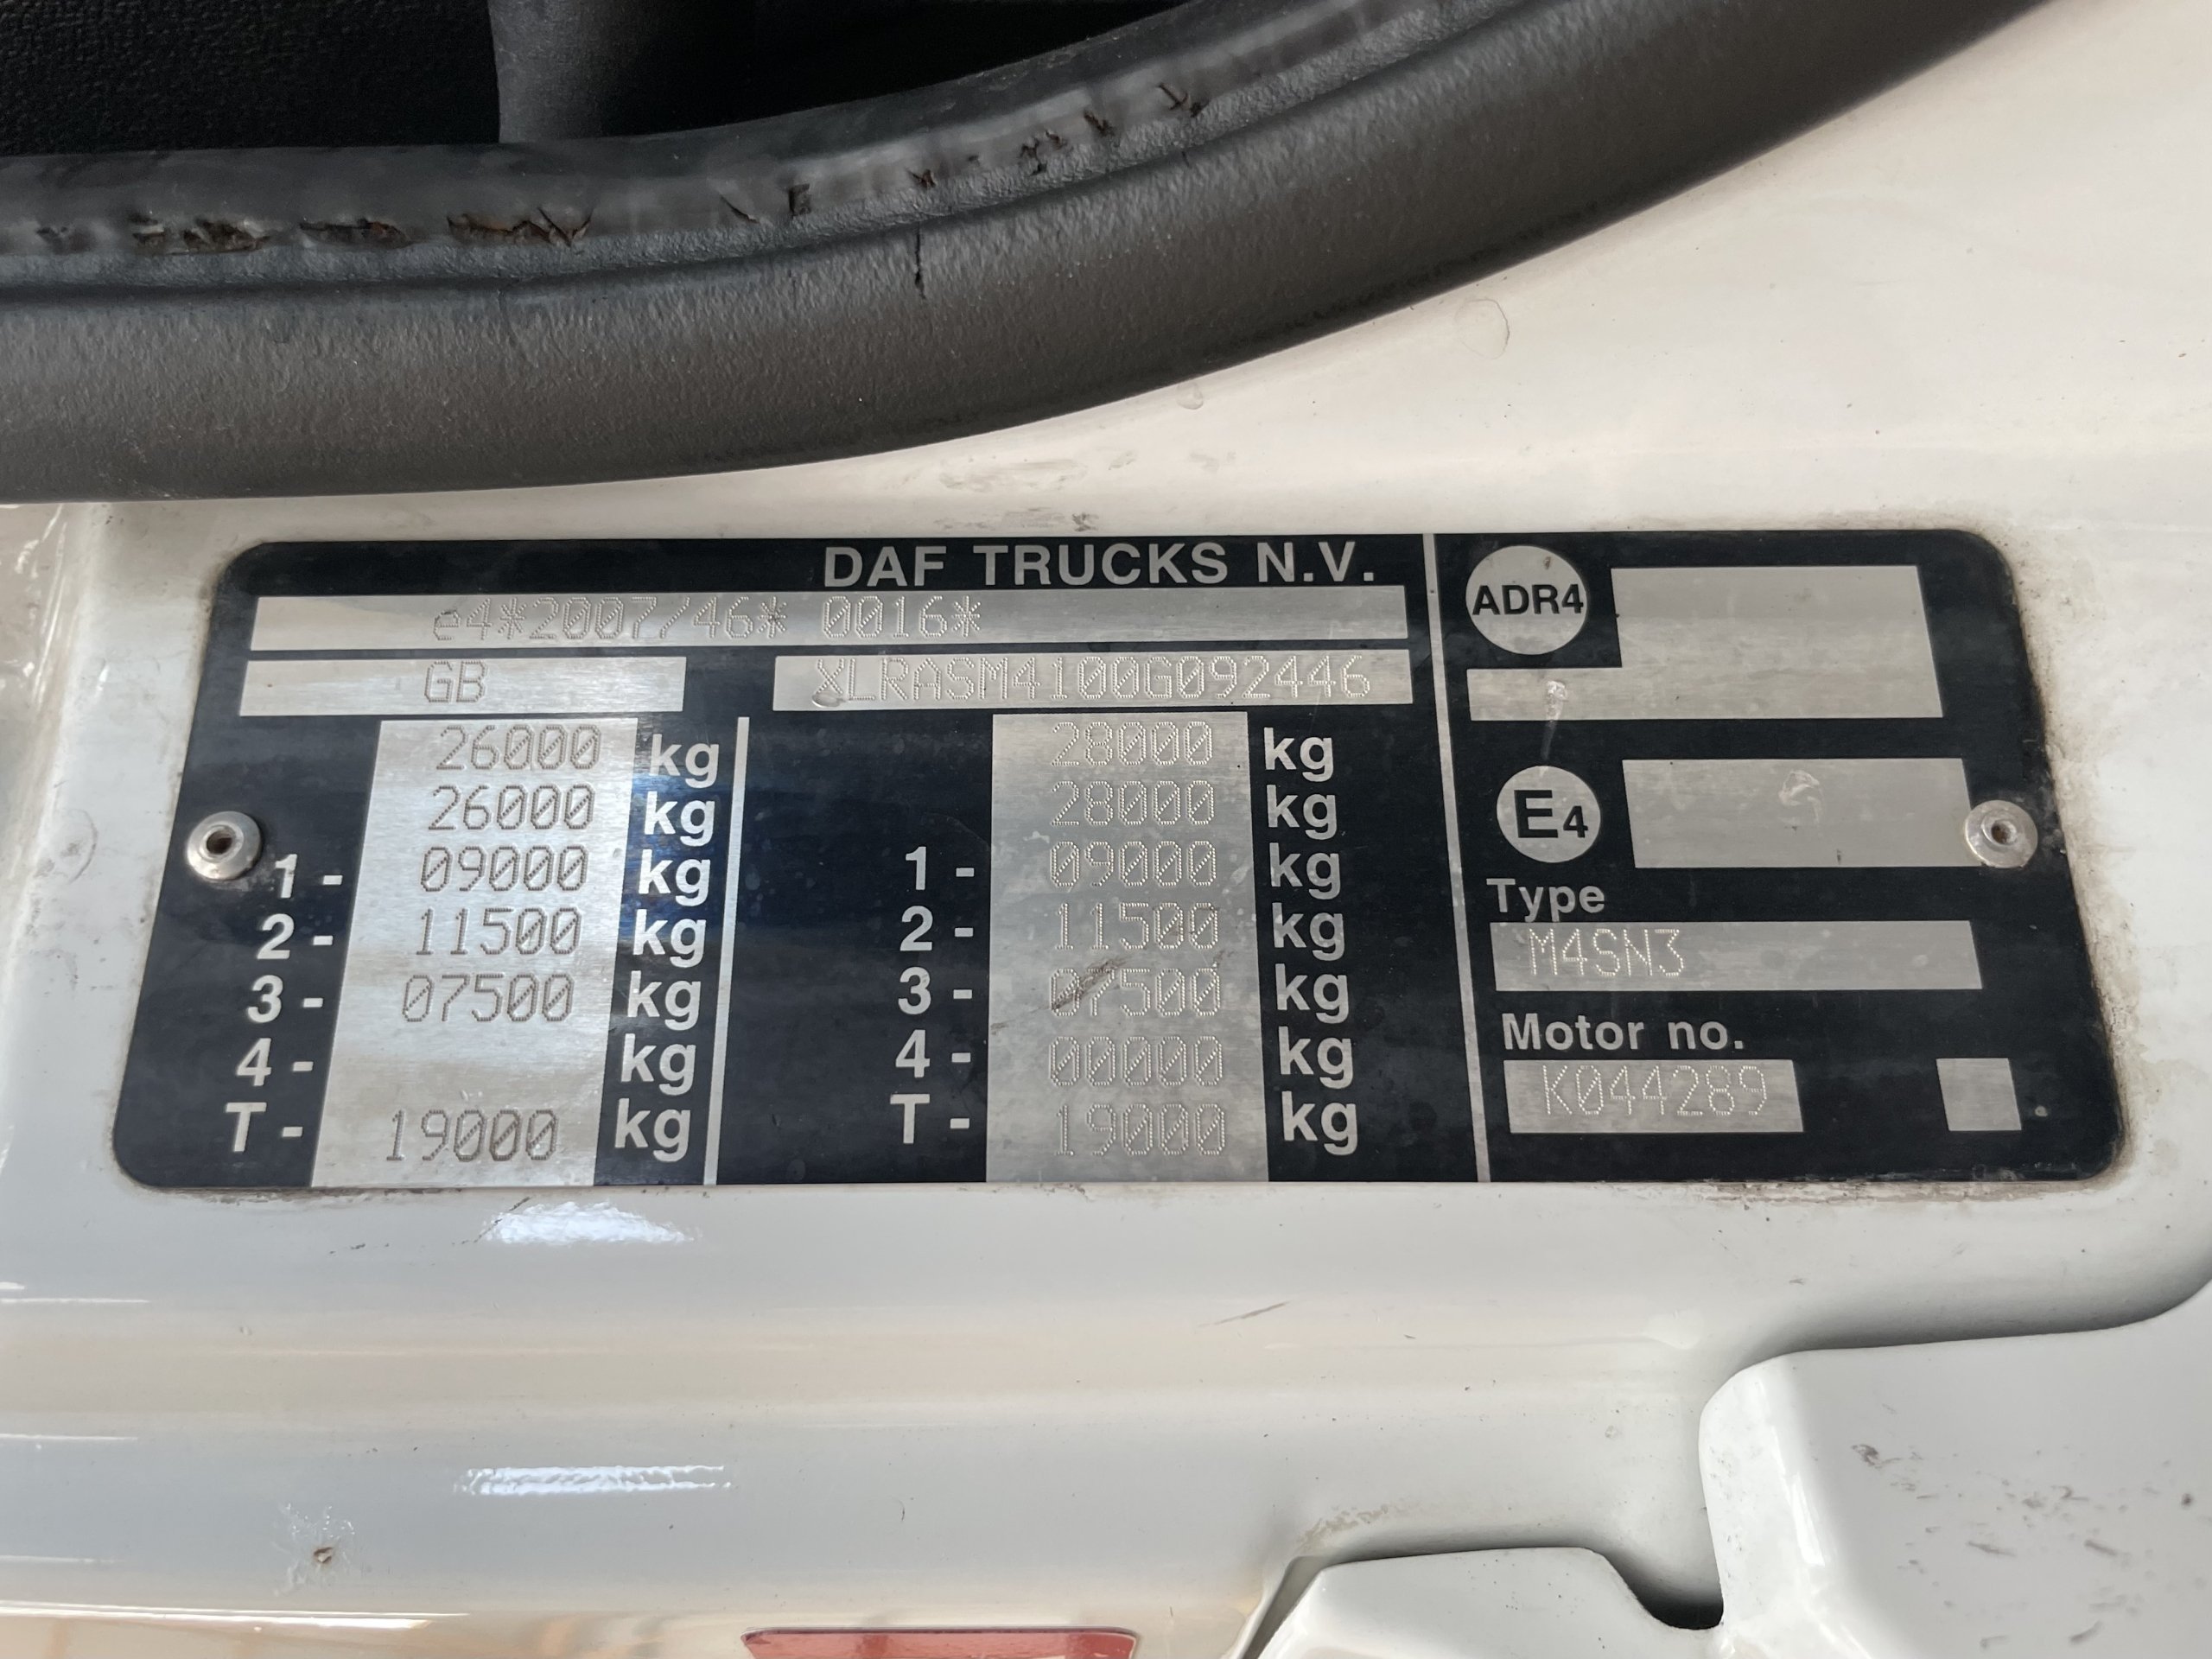 DAF TRUCKS N.V.
e4*2007/46* 0016*
GB XLRASM4100G092446
26000 kg 28000 kg
26000 kg 28000 kg
1- 09000 kg 1- 09000 kg
2- 11500 kg 2- 11500 kg
3- 07500 kg 3- 07500 kg
4- kg 4- 00000 kg
T- 19000 kg T- 19000 kg
ADR4
E4
Type
M4SN3
Motor no.
K044289